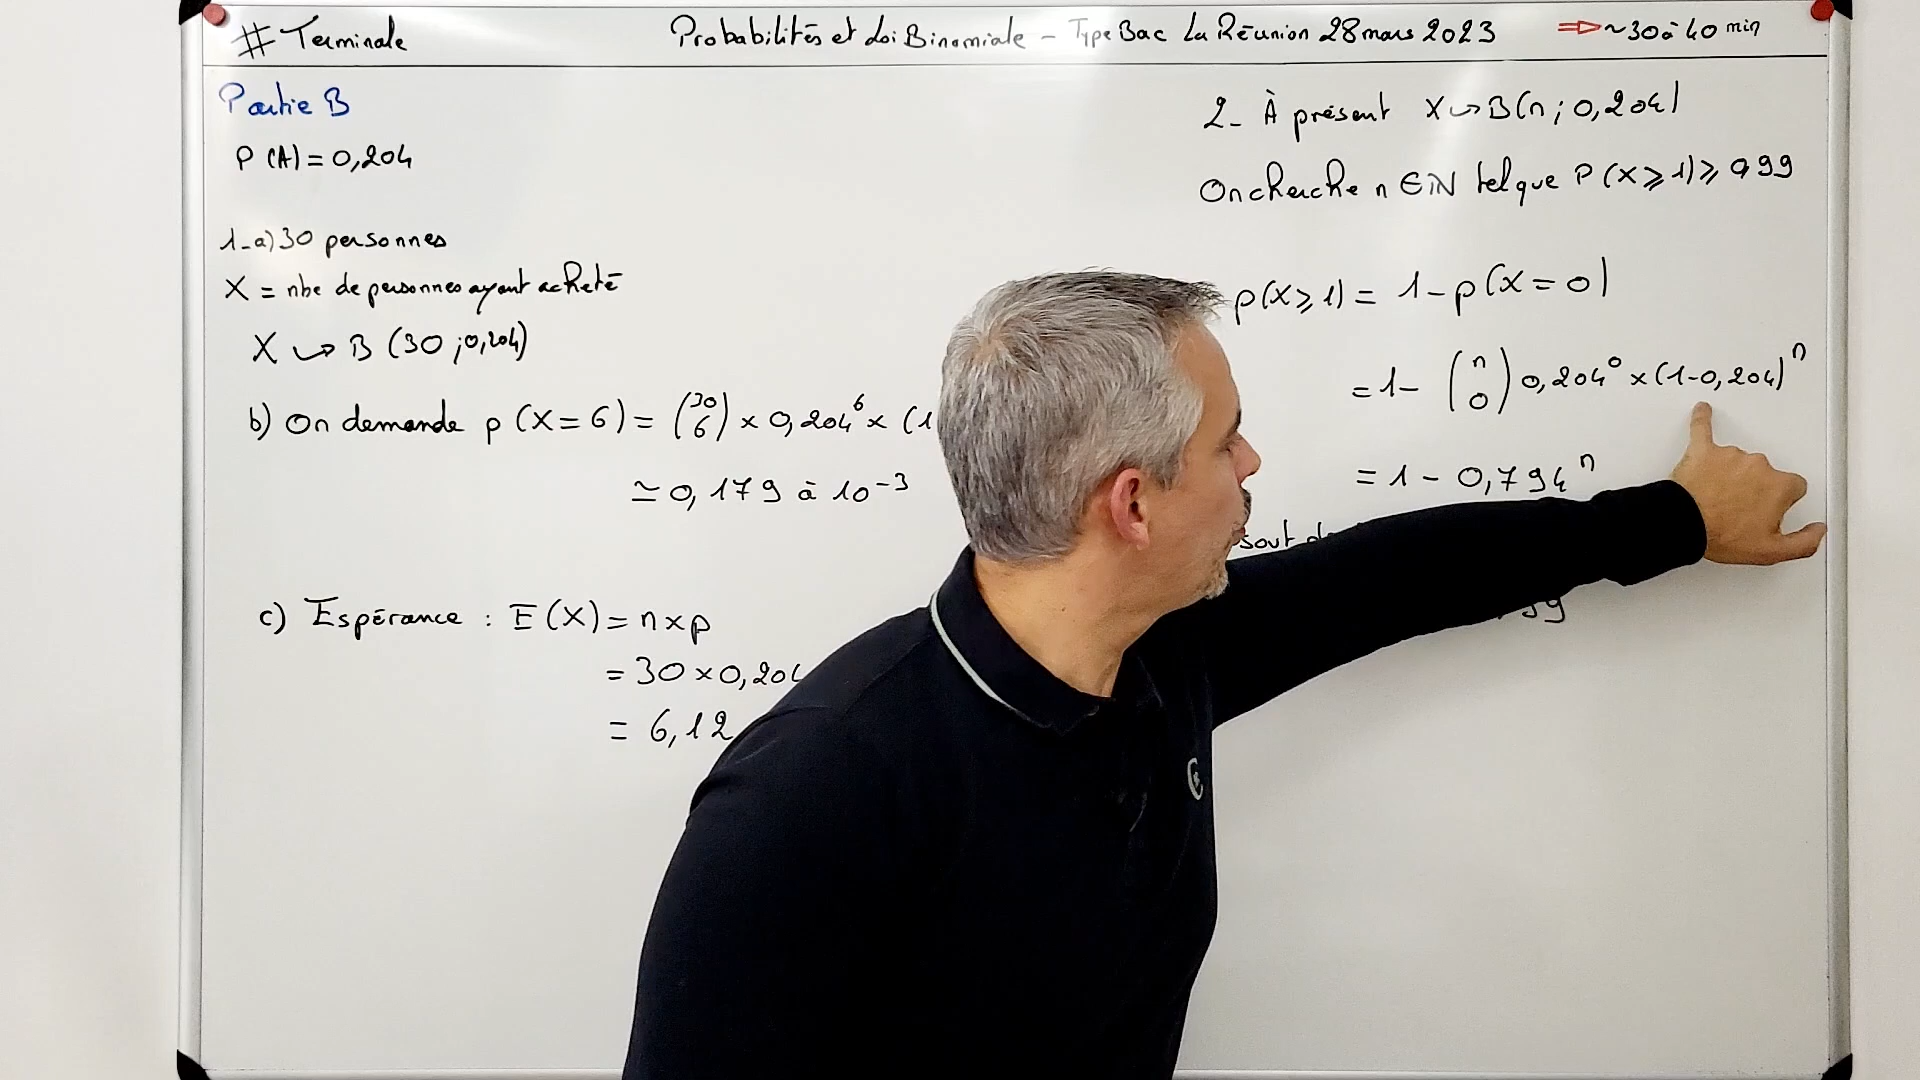 # Terminale
Probabilités et Loi Binomiale - Type Bac La Réunion 28 mars 2023 ⇒ ~30 à 40 min
Partie B
P(A) = 0,204
1-a) 30 personnes
X = nbe de personnes ayant acheté
X ↪ B (30 ; 0,204)
b) On demande p (X = 6) = (30 6) × 0,204⁶ × (1
≃ 0,179 à 10⁻³
c) Espérance : E(X) = n × p
= 30 × 0,204
= 6,12
2- À présent X ↪ B(n ; 0,204)
On cherche n ∈ ℕ tel que P(X ⩾ 1) ⩾ 0,99
p(X ⩾ 1) = 1 - p(X = 0)
= 1 - (n 0) 0,204⁰ × (1-0,204)ⁿ
= 1 - 0,794ⁿ